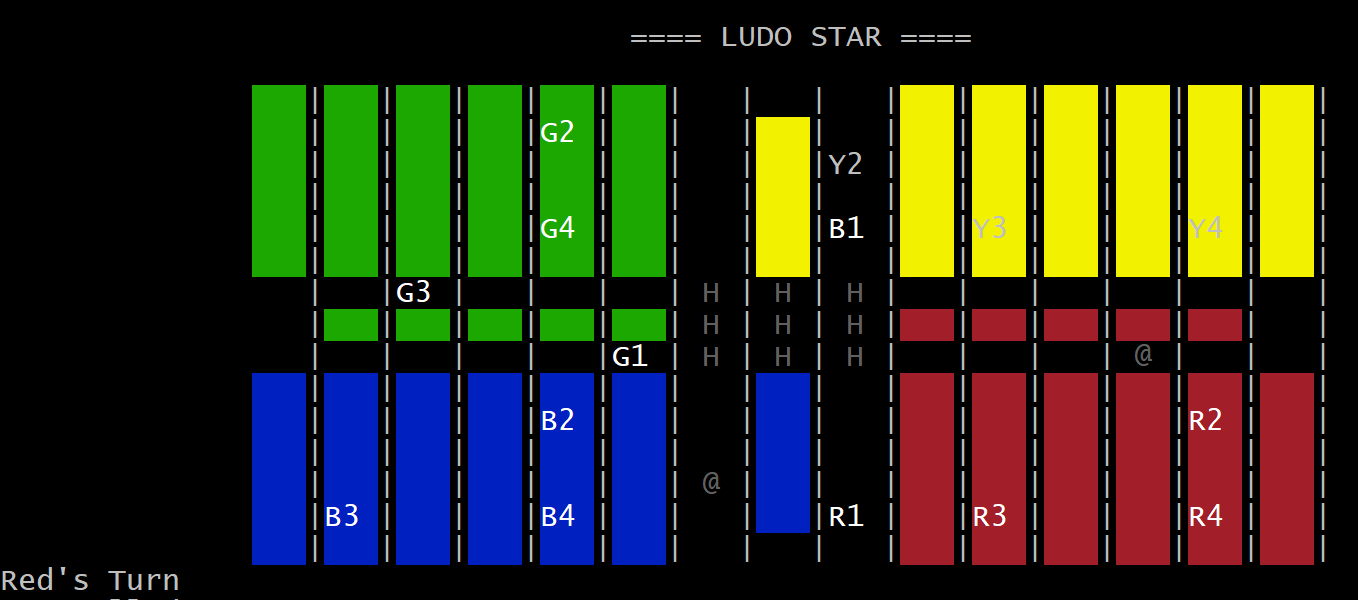 ==== LUDO STAR ====
| | | | | | | | | | | | | | |
| | | | |G2 | | | | | | | | | |
| | | | | | | |Y2 | | | | | | |
| | | | | | | | | | | | | | |
| | | | |G4 | | | |B1 | |Y3 | | |Y4 | |
| | | | | | | | | | | | | | |
| |G3 | | | | H | H | H | | | | | | |
| | | | | | H | H | H | | | | | | |
| | | | |G1 | H | H | H | | | | @ | | |
| | | | | | | | | | | | | | |
| | | | |B2 | | | | | | | | |R2 | |
| | | | | | | | | | | | | | |
| | | | | | @ | | | | | | | | |
|B3 | | |B4 | | | |R1 | |R3 | | |R4 | |
| | | | | | | | | | | | | | |
Red's Turn